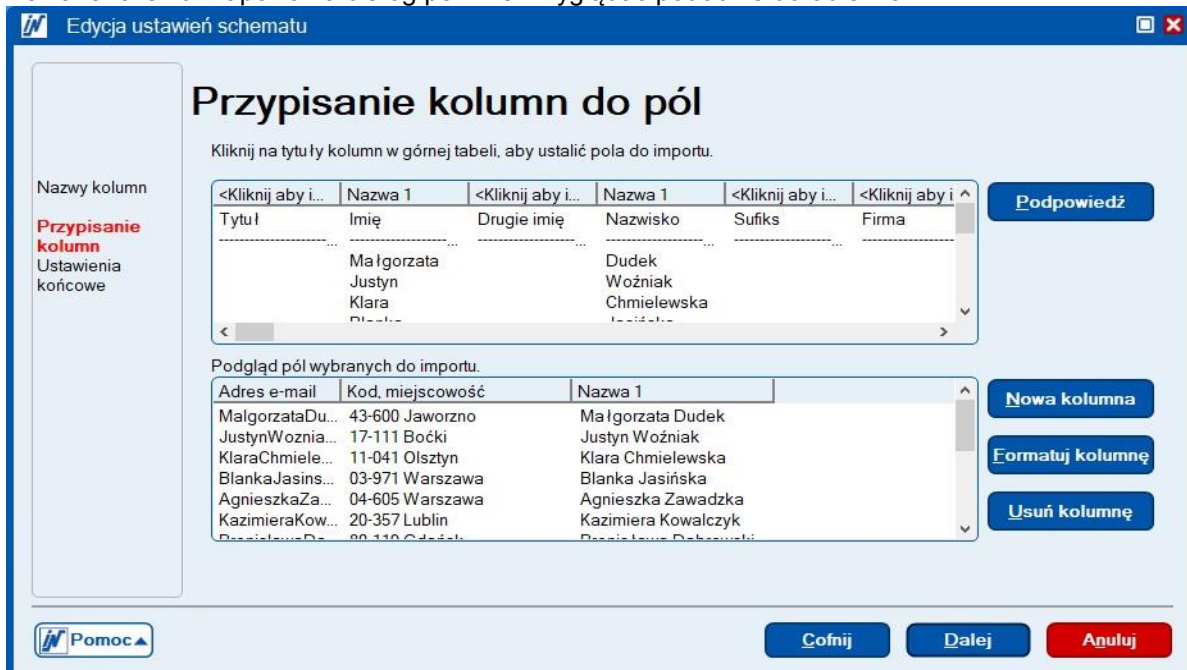 Edycja ustawień schematu
Przypisanie kolumn do pól
Kliknij na tytuły kolumn w górnej tabeli, aby ustalić pola do importu.
Nazwy kolumn
Przypisanie
kolumn
Ustawienia
końcowe
<Kliknij aby i... Nazwa 1 <Kliknij aby i... Nazwa 1 <Kliknij aby i... <Kliknij aby i
Tytuł Imię Drugie imię Nazwisko Sufiks Firma
Małgorzata Dudek
Justyn Woźniak
Klara Chmielewska
Podpowiedź
Podgląd pól wybranych do importu.
Adres e-mail Kod, miejscowość Nazwa 1
MalgorzataDu... 43-600 Jaworzno Małgorzata Dudek
JustynWoznia... 17-111 Boćki Justyn Woźniak
KlaraChmiele... 11-041 Olsztyn Klara Chmielewska
BlankaJasins... 03-971 Warszawa Blanka Jasińska
AgnieszkaZa... 04-605 Warszawa Agnieszka Zawadzka
KazimieraKow... 20-357 Lublin Kazimiera Kowalczyk
Nowa kolumna
Formatuj kolumnę
Usuń kolumnę
Pomoc
Cofnij
Dalej
Anuluj